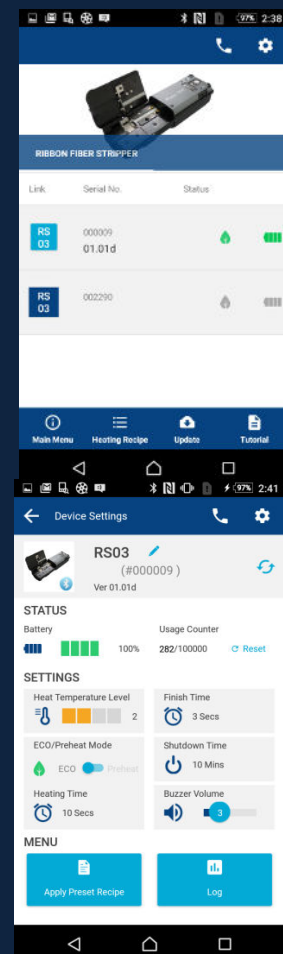 97% 2:38
RIBBON FIBER STRIPPER
Link Serial No. Status
RS 03
000009
01.01d
RS 03
002290
Main Menu Heating Recipe Update Tutorial
97% 2:41
Device Settings
RS03
(#000009 )
Ver 01.01d
STATUS
Battery Usage Counter
100% 282/100000 Reset
SETTINGS
Heat Temperature Level Finish Time
2 3 Secs
ECO/Preheat Mode Shutdown Time
ECO Preheat 10 Mins
Heating Time Buzzer Volume
10 Secs 3
MENU
Apply Preset Recipe Log